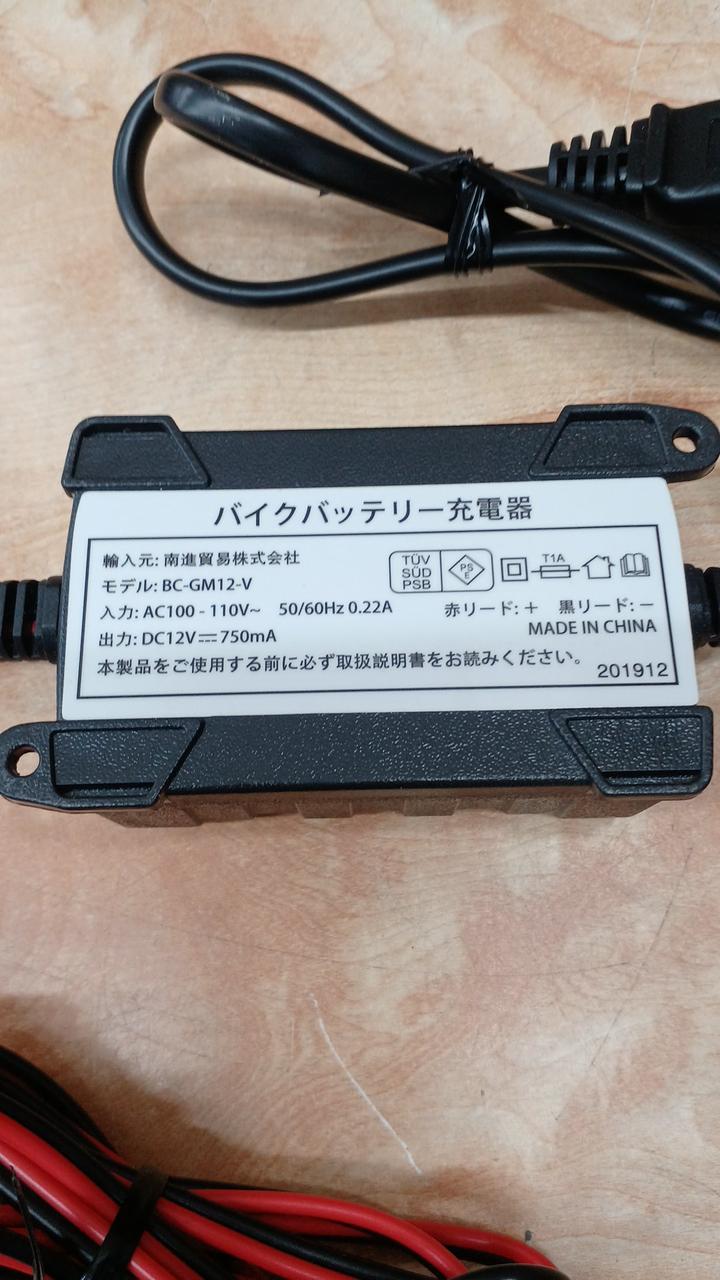 バイクバッテリー充電器
輸入元: 南進貿易株式会社
モデル: BC-GM12-V
入力: AC100 - 110V~ 50/60Hz 0.22A
出力: DC12V⎓750mA
本製品をご使用する前に必ず取扱説明書をお読みください。
TÜV
SÜD
PSB
PS
E
T1A
赤リード: + 黒リード: -
MADE IN CHINA
201912